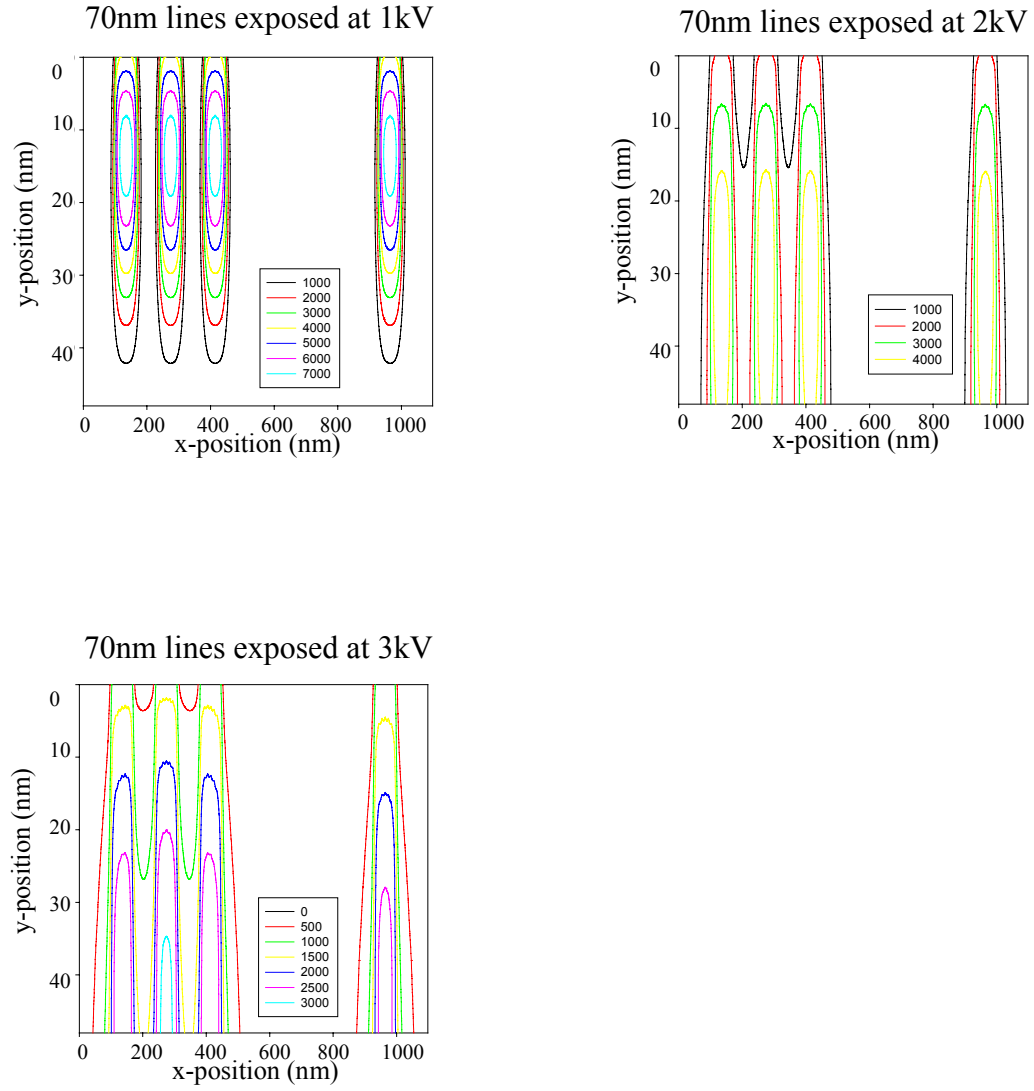 70nm lines exposed at 1kV
0
10
20
30
40
y-position (nm)
1000
2000
3000
4000
5000
6000
7000
0 200 400 600 800 1000
x-position (nm)
70nm lines exposed at 2kV
0
10
20
30
40
y-position (nm)
1000
2000
3000
4000
0 200 400 600 800 1000
x-position (nm)
70nm lines exposed at 3kV
0
10
20
30
40
y-position (nm)
0
500
1000
1500
2000
2500
3000
0 200 400 600 800 1000
x-position (nm)